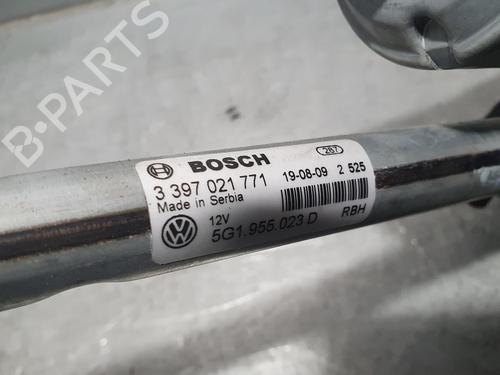 B-PARTS
BOSCH 287
3 397 021 771 19-08-09 2 525
Made in Serbia
12V
5G1.955.023 D RBH